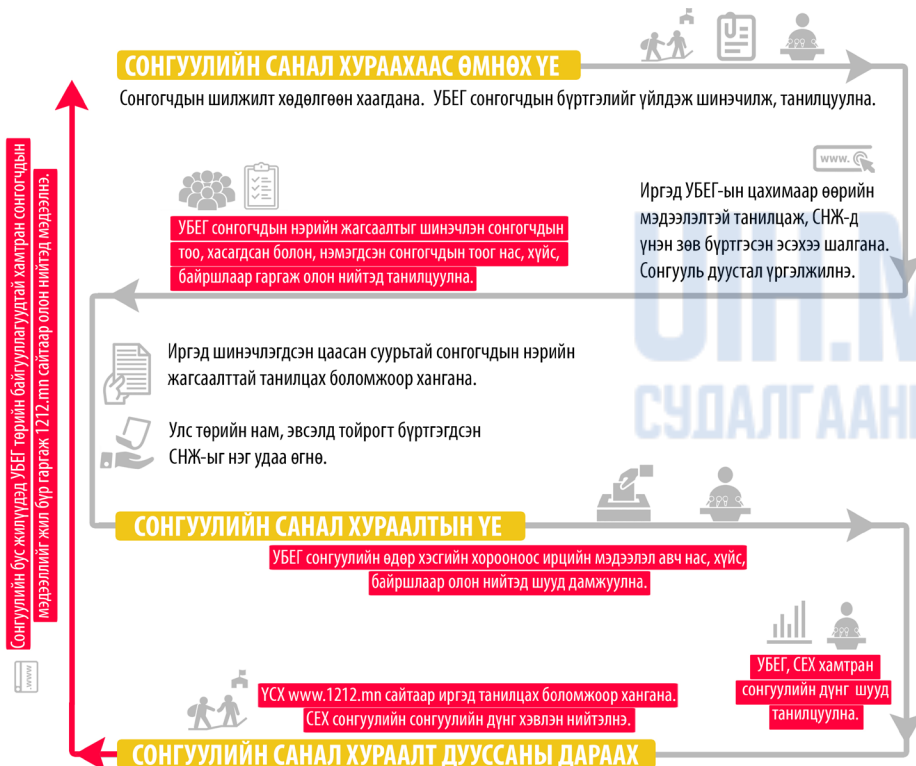 СОНГУУЛИЙН САНАЛ ХУРААХААС ӨМНӨХ ҮЕ
Сонгогчдын шилжилт хөдөлгөөн хаагдана. УБЕГ сонгогчдын бүртгэлийг үйлдэж шинэчилж, танилцуулна.
www.
Иргэд УБЕГ-ын цахимаар өөрийн
мэдээлэлтэй танилцаж, СНЖ-д
үнэн зөв бүртгэсэн эсэхээ шалгана.
Сонгууль дуустал үргэлжилнэ.
УБЕГ сонгогчдын нэрийн жагсаалтыг шинэчлэн сонгогчдын
тоо, хасагдсан болон, нэмэгдсэн сонгогчдын тоог нас, хүйс,
байршлаар гаргаж олон нийтэд танилцуулна.
UIH.M
СУДАЛГААНЫ
Иргэд шинэчлэгдсэн цаасан суурьтай сонгогчдын нэрийн
жагсаалттай танилцах боломжоор хангана.
Улс төрийн нам, эвсэлд тойрогт бүртгэгдсэн
СНЖ-ыг нэг удаа өгнө.
СОНГУУЛИЙН САНАЛ ХУРААЛТЫН ҮЕ
УБЕГ сонгуулийн өдөр хэсгийн хорооноос ирцийн мэдээлэл авч нас, хүйс,
байршлаар олон нийтэд шууд дамжуулна.
УБЕГ, СЕХ хамтран
сонгуулийн дүнг шууд
танилцуулна.
ҮСХ www.1212.mn сайтаар иргэд танилцах боломжоор хангана.
СЕХ сонгуулийн сонгуулийн дүнг хэвлэн нийтэлнэ.
СОНГУУЛИЙН САНАЛ ХУРААЛТ ДУУССАНЫ ДАРААХ
Сонгуулийн бус жилүүдэд УБЕГ төрийн байгууллагуудтай хамтран сонгогчдын
мэдээлийг жил бүр гаргаж 1212.mn сайтаар олон нийтэд мэдээлнэ.
www.